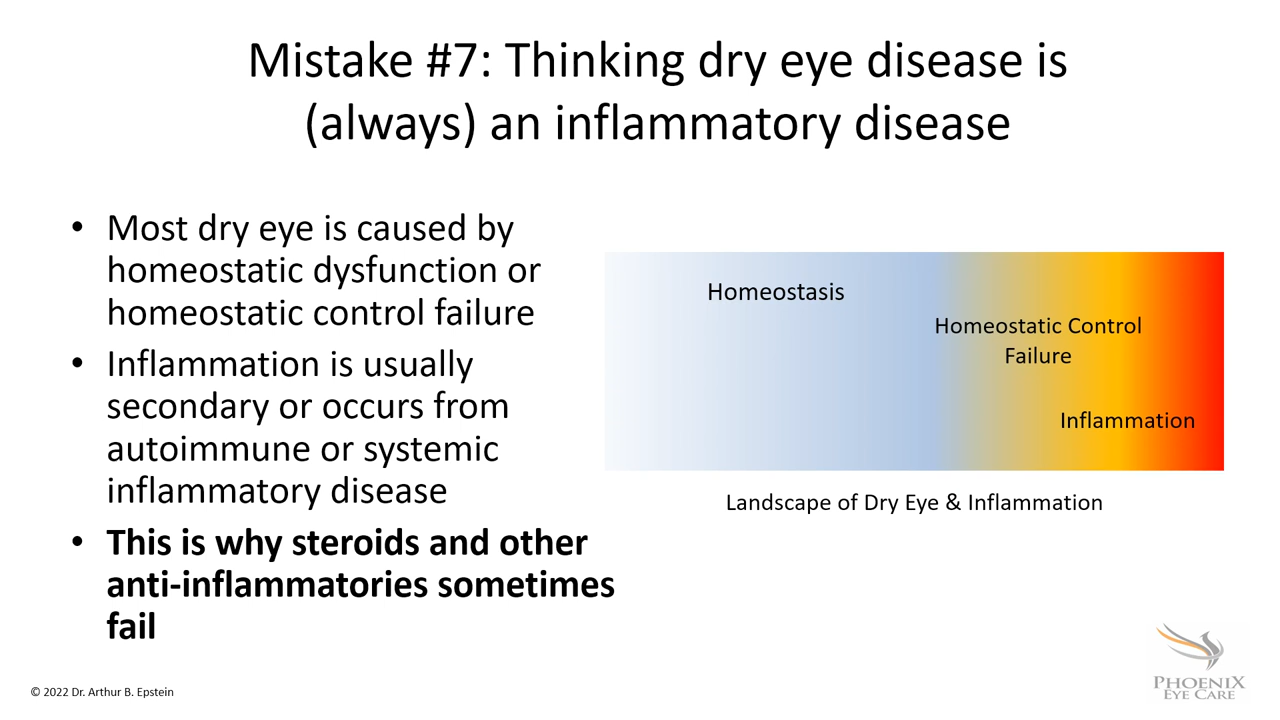 Mistake #7: Thinking dry eye disease is
(always) an inflammatory disease
• Most dry eye is caused by
homeostatic dysfunction or
homeostatic control failure
• Inflammation is usually
secondary or occurs from
autoimmune or systemic
inflammatory disease
• This is why steroids and other
anti-inflammatories sometimes
fail
Homeostasis
Homeostatic Control
Failure
Inflammation
Landscape of Dry Eye & Inflammation
© 2022 Dr. Arthur B. Epstein
PHOENIX
EYE CARE